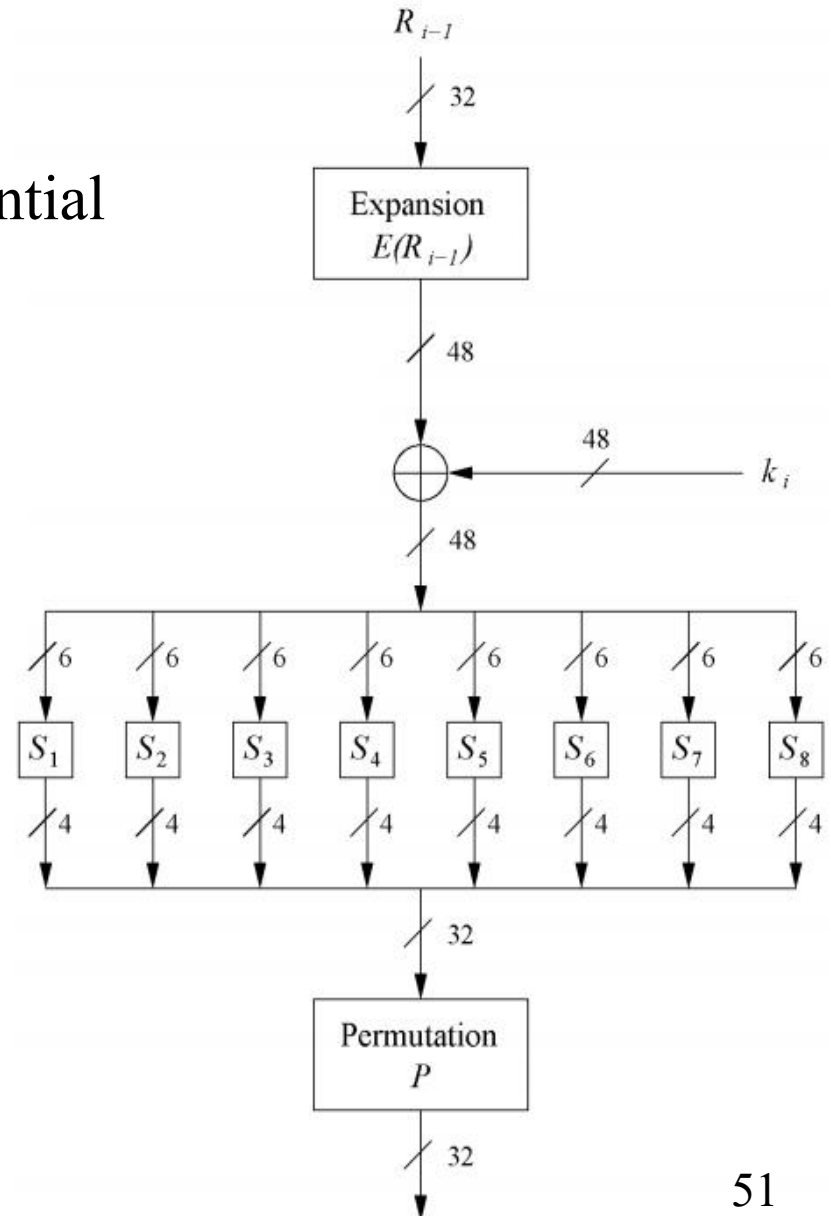 R i−1
32
ntial
Expansion
E(R i−1)
48
48
k i
48
6 6 6 6 6 6 6 6
S1 S2 S3 S4 S5 S6 S7 S8
4 4 4 4 4 4 4 4
32
Permutation
P
32
51